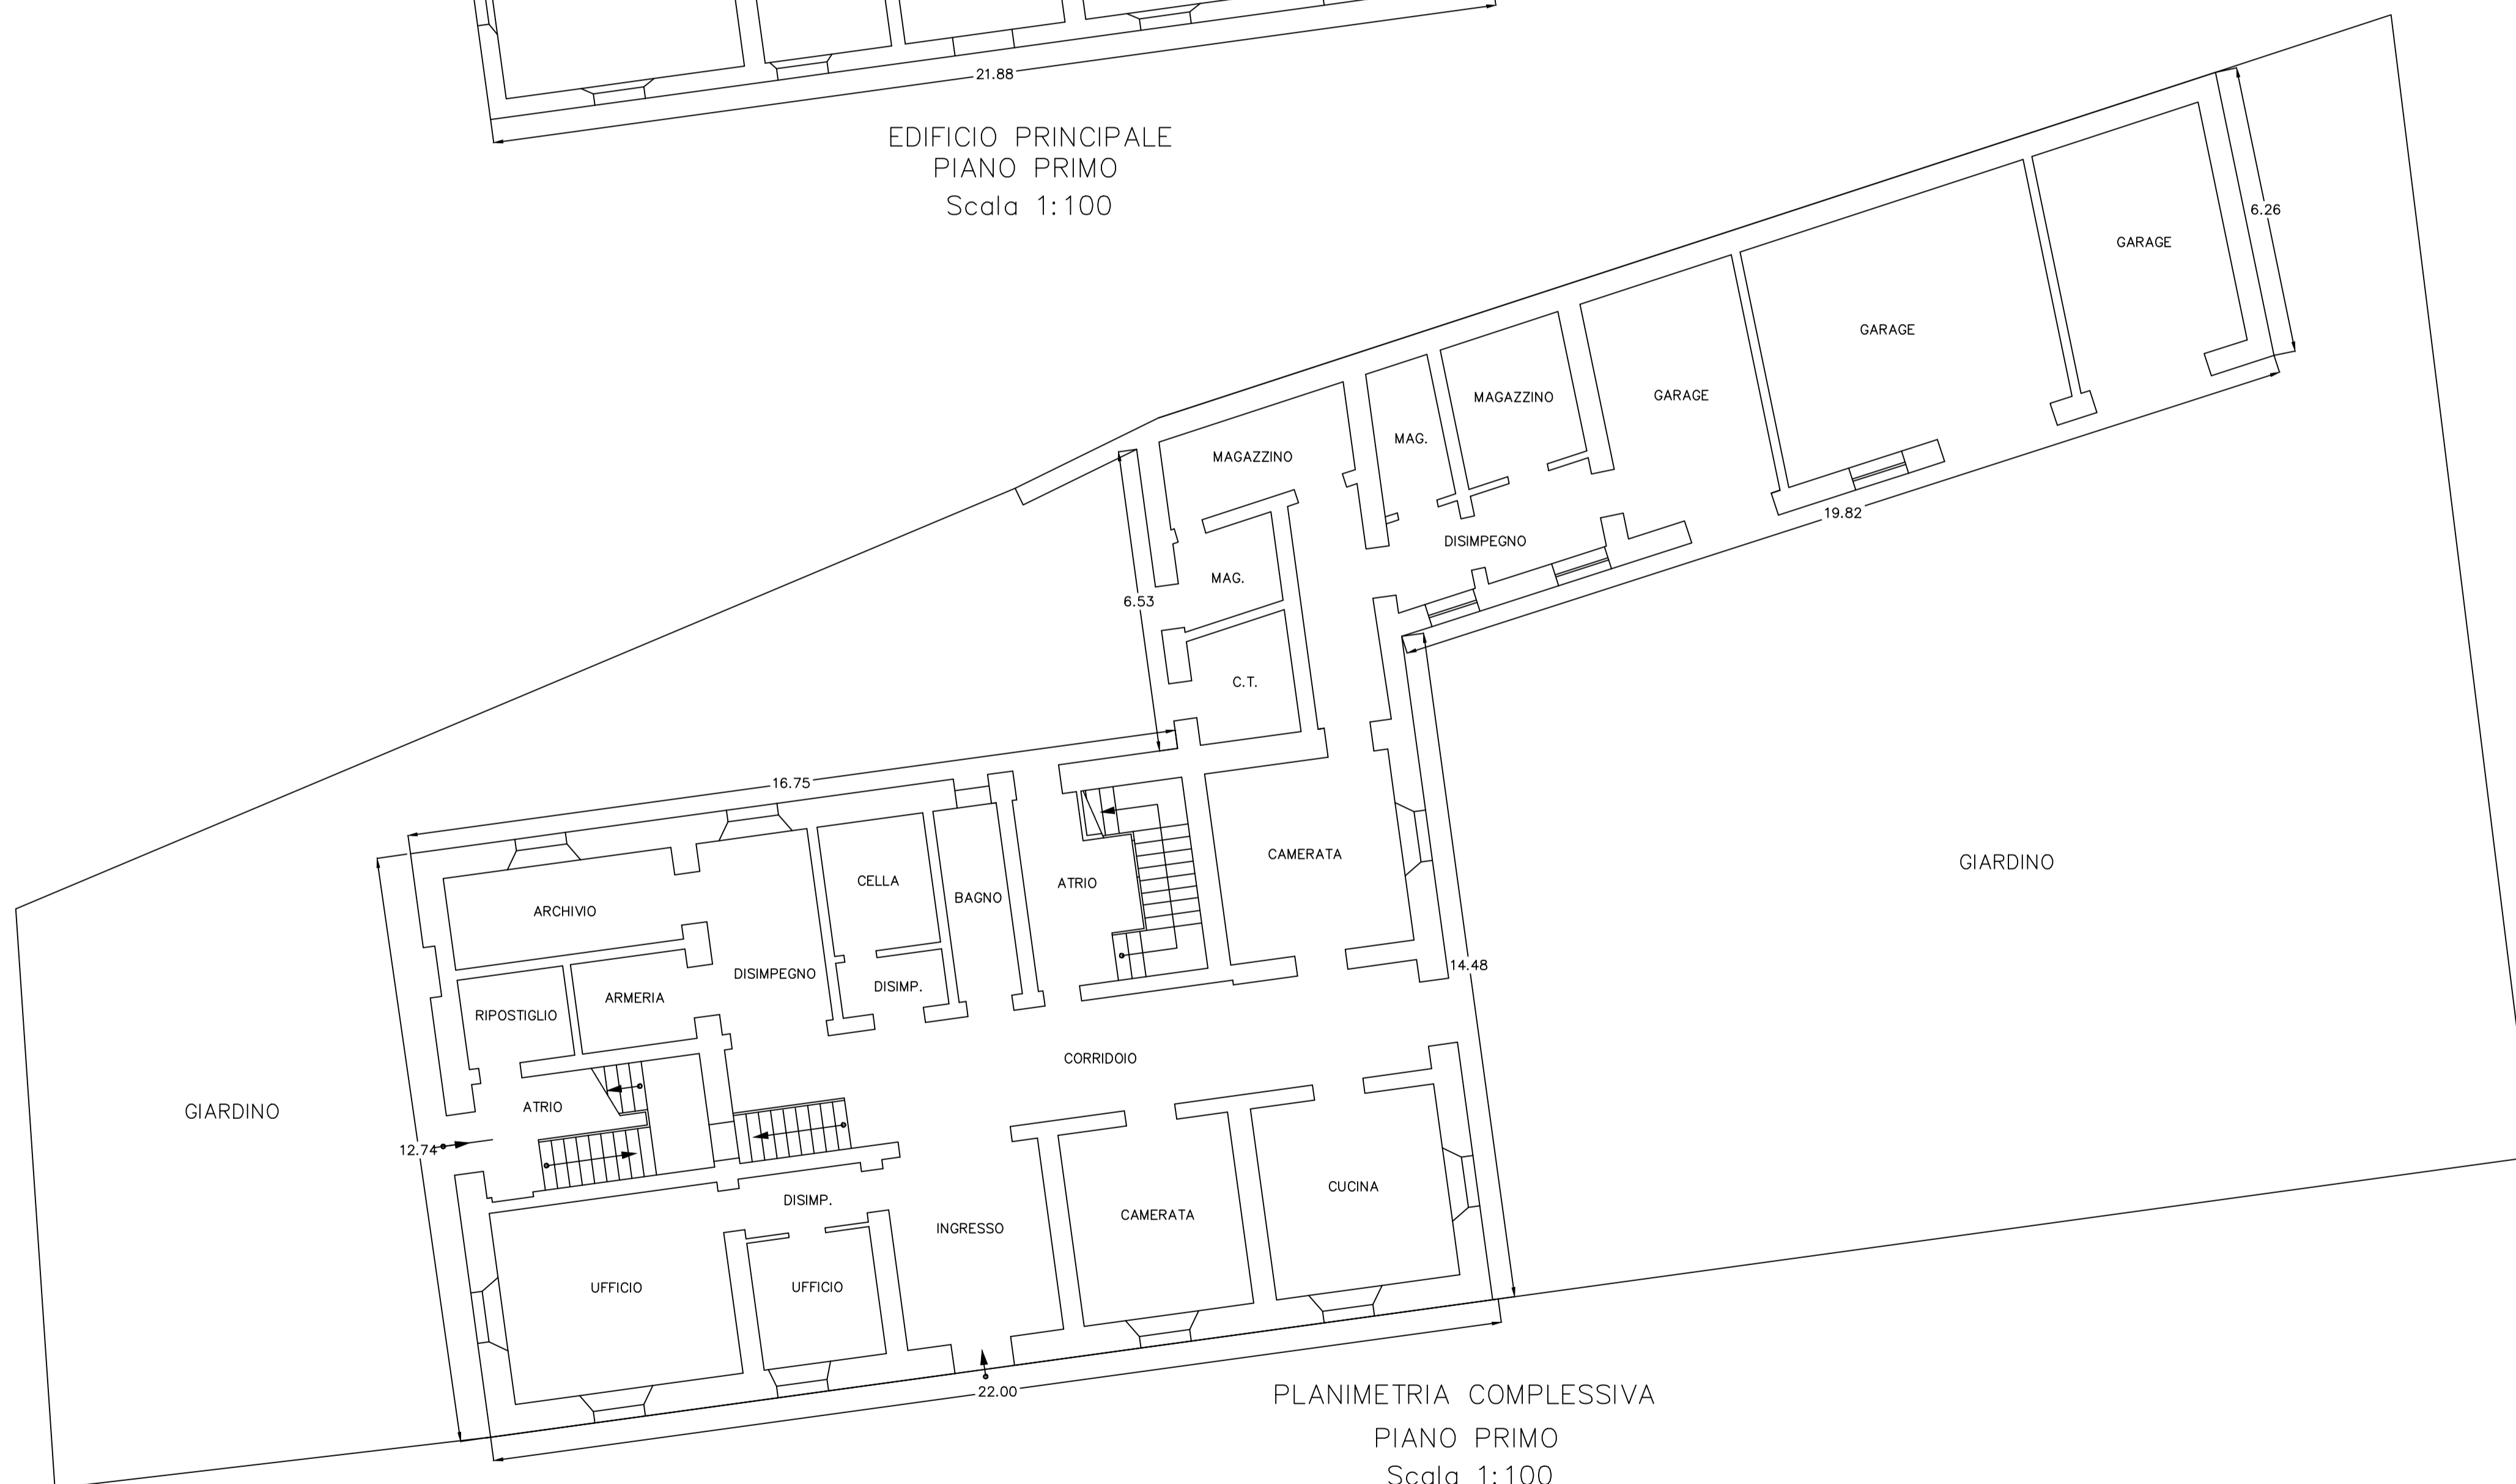 21.88
EDIFICIO PRINCIPALE
PIANO PRIMO
Scala 1:100
6.26
GARAGE
GARAGE
GARAGE
MAGAZZINO
MAG.
MAGAZZINO
19.82
DISIMPEGNO
MAG.
6.53
C.T.
16.75
CAMERATA
GIARDINO
CELLA
ATRIO
BAGNO
ARCHIVIO
14.48
DISIMPEGNO
DISIMP.
ARMERIA
RIPOSTIGLIO
CORRIDOIO
ATRIO
GIARDINO
12.74
CUCINA
DISIMP.
CAMERATA
INGRESSO
UFFICIO
UFFICIO
22.00
PLANIMETRIA COMPLESSIVA
PIANO PRIMO
Scala 1:100